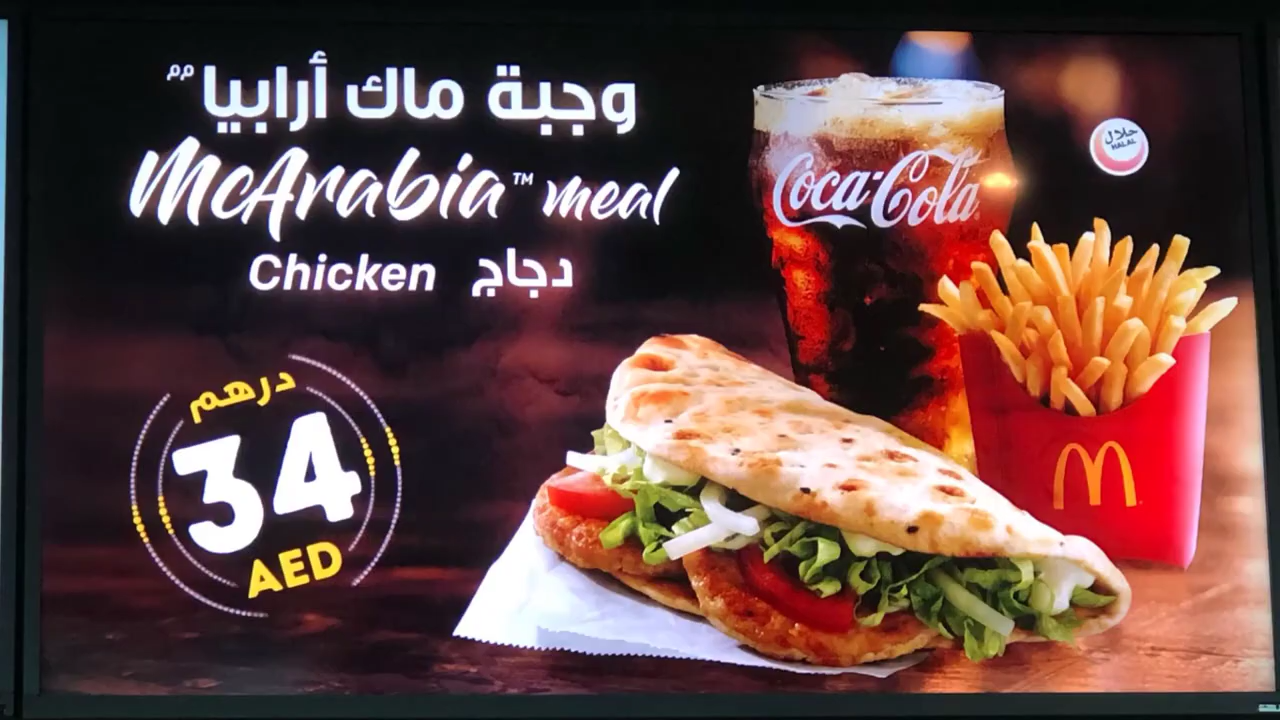 وجبة ماك أرابيا م.م
McArabia™ meal
Chicken دجاج
درهم
34
AED
Coca-Cola
حلال
HALAL
M